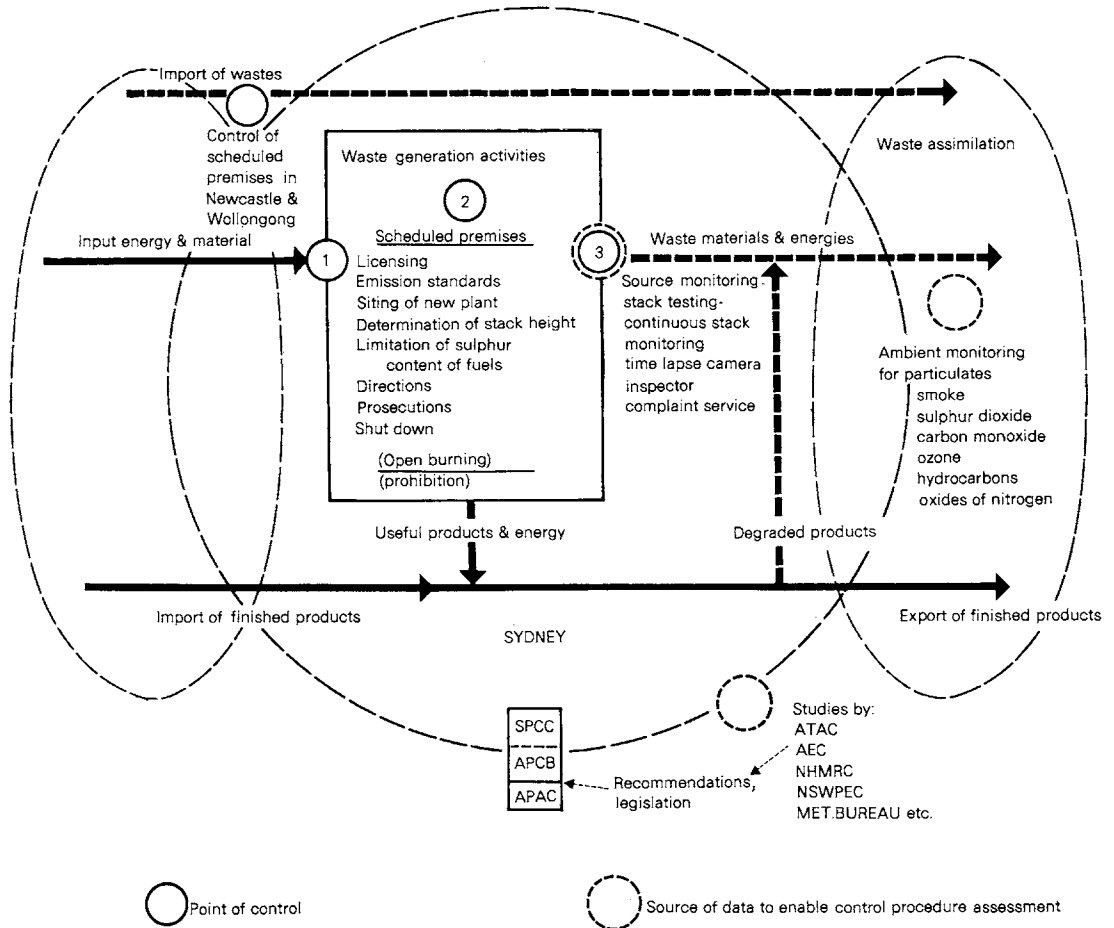 Import of wastes
Control of
scheduled
premises in
Newcastle &
Wollongong
Waste generation activities
2
Scheduled premises
Licensing
Emission standards
Siting of new plant
Determination of stack height
Limitation of sulphur
content of fuels
Directions
Prosecutions
Shut down
(Open burning)
(prohibition)
Input energy & material
1
3
Waste materials & energies
Source monitoring-
stack testing-
continuous stack
monitoring
time lapse camera
inspector
complaint service
Waste assimilation
Ambient monitoring
for particulates
smoke
sulphur dioxide
carbon monoxide
ozone
hydrocarbons
oxides of nitrogen
Useful products & energy
Degraded products
Import of finished products
Export of finished products
SYDNEY
SPCC
APCB
APAC
Recommendations,
legislation
Studies by:
ATAC
AEC
NHMRC
NSWPEC
MET.BUREAU etc.
Point of control
Source of data to enable control procedure assessment